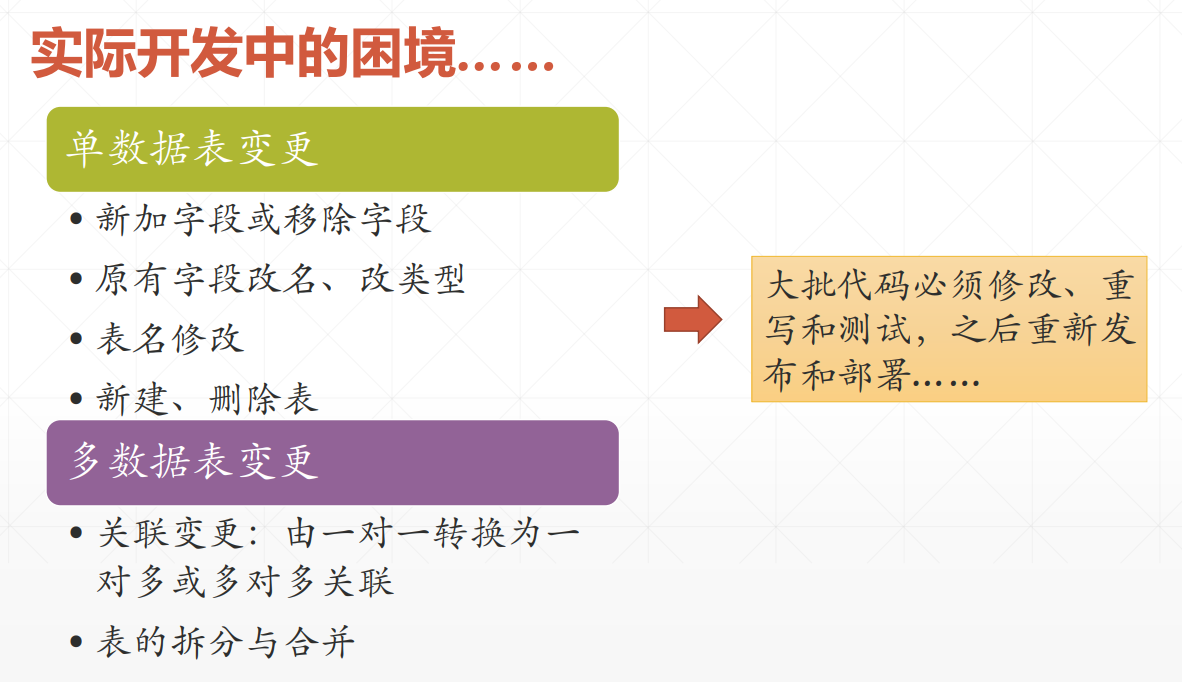 实际开发中的困境……
单数据表变更
• 新加字段或移除字段
• 原有字段改名、改类型
• 表名修改
• 新建、删除表
多数据表变更
• 关联变更：由一对一转换为一
对多或多对多关联
• 表的拆分与合并
大批代码必须修改、重
写和测试，之后重新发
布和部署……